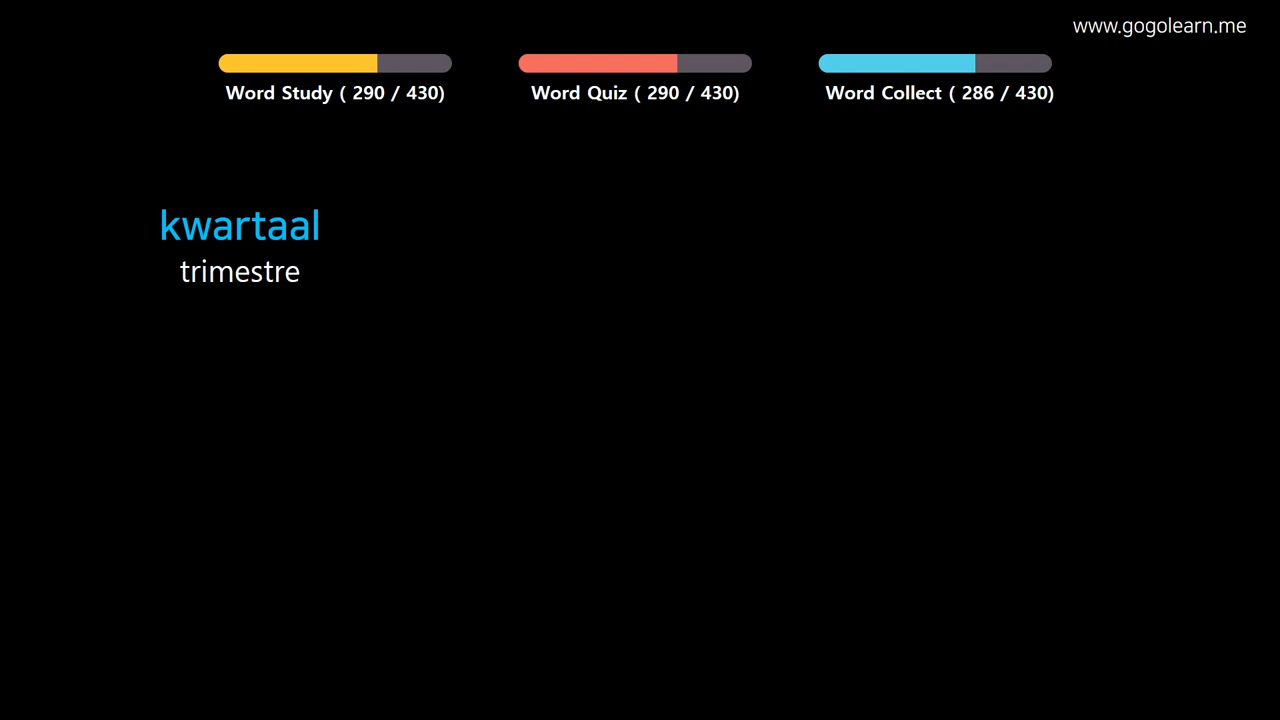 www.gogolearn.me
Word Study ( 290 / 430)
Word Quiz ( 290 / 430)
Word Collect ( 286 / 430)
kwartaal
trimestre